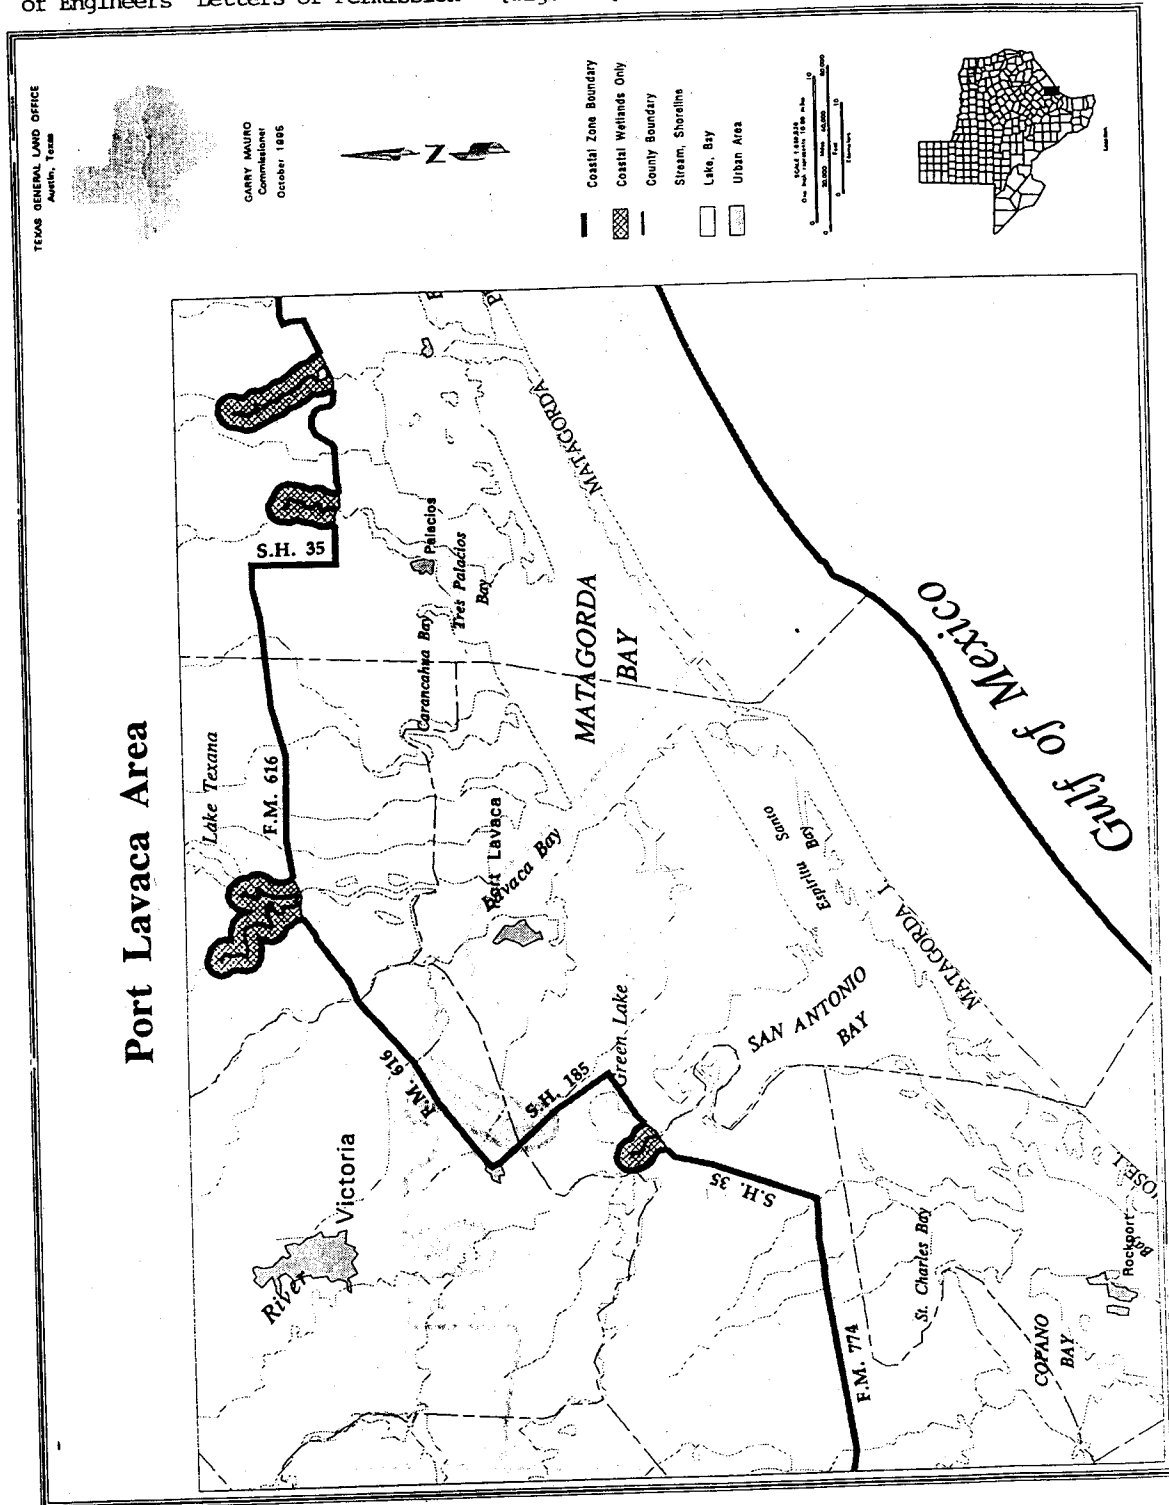 of Engineers Letters of Permission
TEXAS GENERAL LAND OFFICE
Austin, Texas
GARRY MAURO
Commissioner
October 1995
N
Coastal Zone Boundary
Coastal Wetlands Only
County Boundary
Stream, Shoreline
Lake, Bay
Urban Area
Port Lavaca Area
Lake Texana
F.M. 616
S.H. 35
Palacios
Tres Palacios
Bay
Carancahua Bay
MATAGORDA
MATAGORDA
BAY
Port Lavaca
Lavaca Bay
F.M. 616
Victoria
River
S.H. 185
Green Lake
S.H. 35
F.M. 774
SAN ANTONIO
BAY
Espiritu Santo
Bay
MATAGORDA I.
Gulf of Mexico
St. Charles Bay
COPANO
BAY
Rockport
Bay
JOSE I.